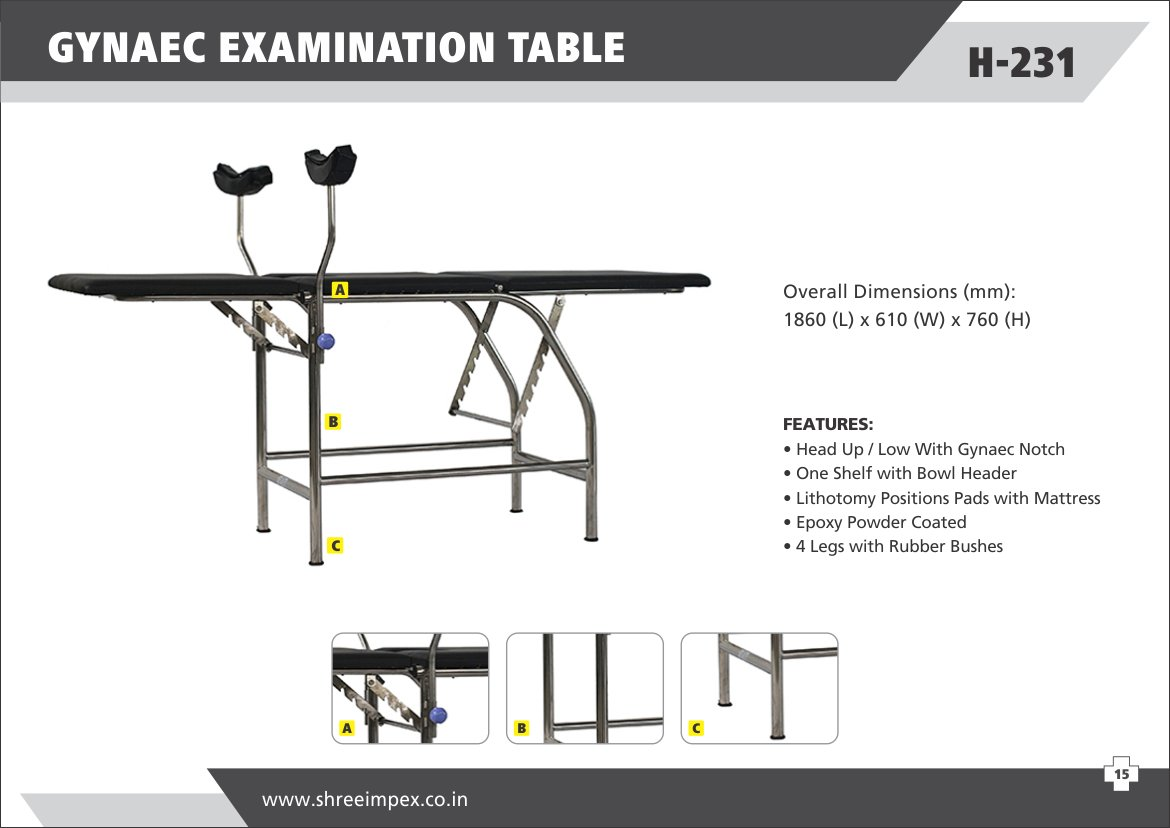 GYNAEC EXAMINATION TABLE
H-231
A
B
C
Overall Dimensions (mm):
1860 (L) x 610 (W) x 760 (H)
FEATURES:
• Head Up / Low With Gynaec Notch
• One Shelf with Bowl Header
• Lithotomy Positions Pads with Mattress
• Epoxy Powder Coated
• 4 Legs with Rubber Bushes
A
B
C
15
www.shreeimpex.co.in